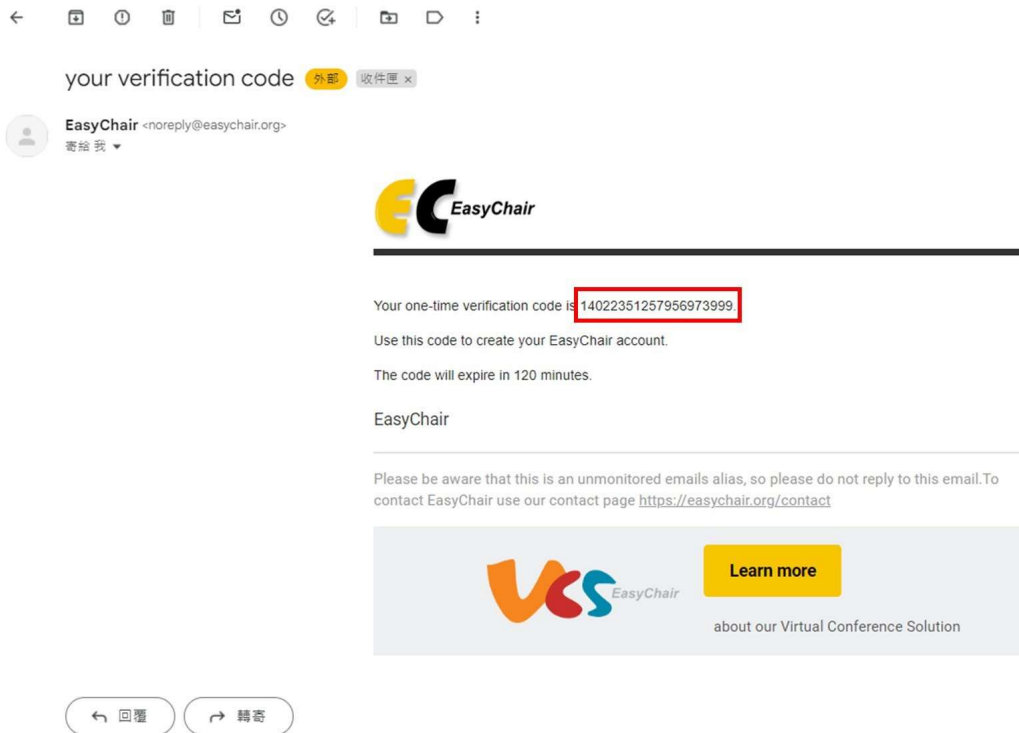 your verification code 外部 收件匣 ×
EasyChair <noreply@easychair.org>
寄給 我
EC EasyChair
Your one-time verification code is 14022351257956973999.
Use this code to create your EasyChair account.
The code will expire in 120 minutes.
EasyChair
Please be aware that this is an unmonitored emails alias, so please do not reply to this email.To
contact EasyChair use our contact page https://easychair.org/contact
VCS EasyChair
Learn more
about our Virtual Conference Solution
回覆 轉寄